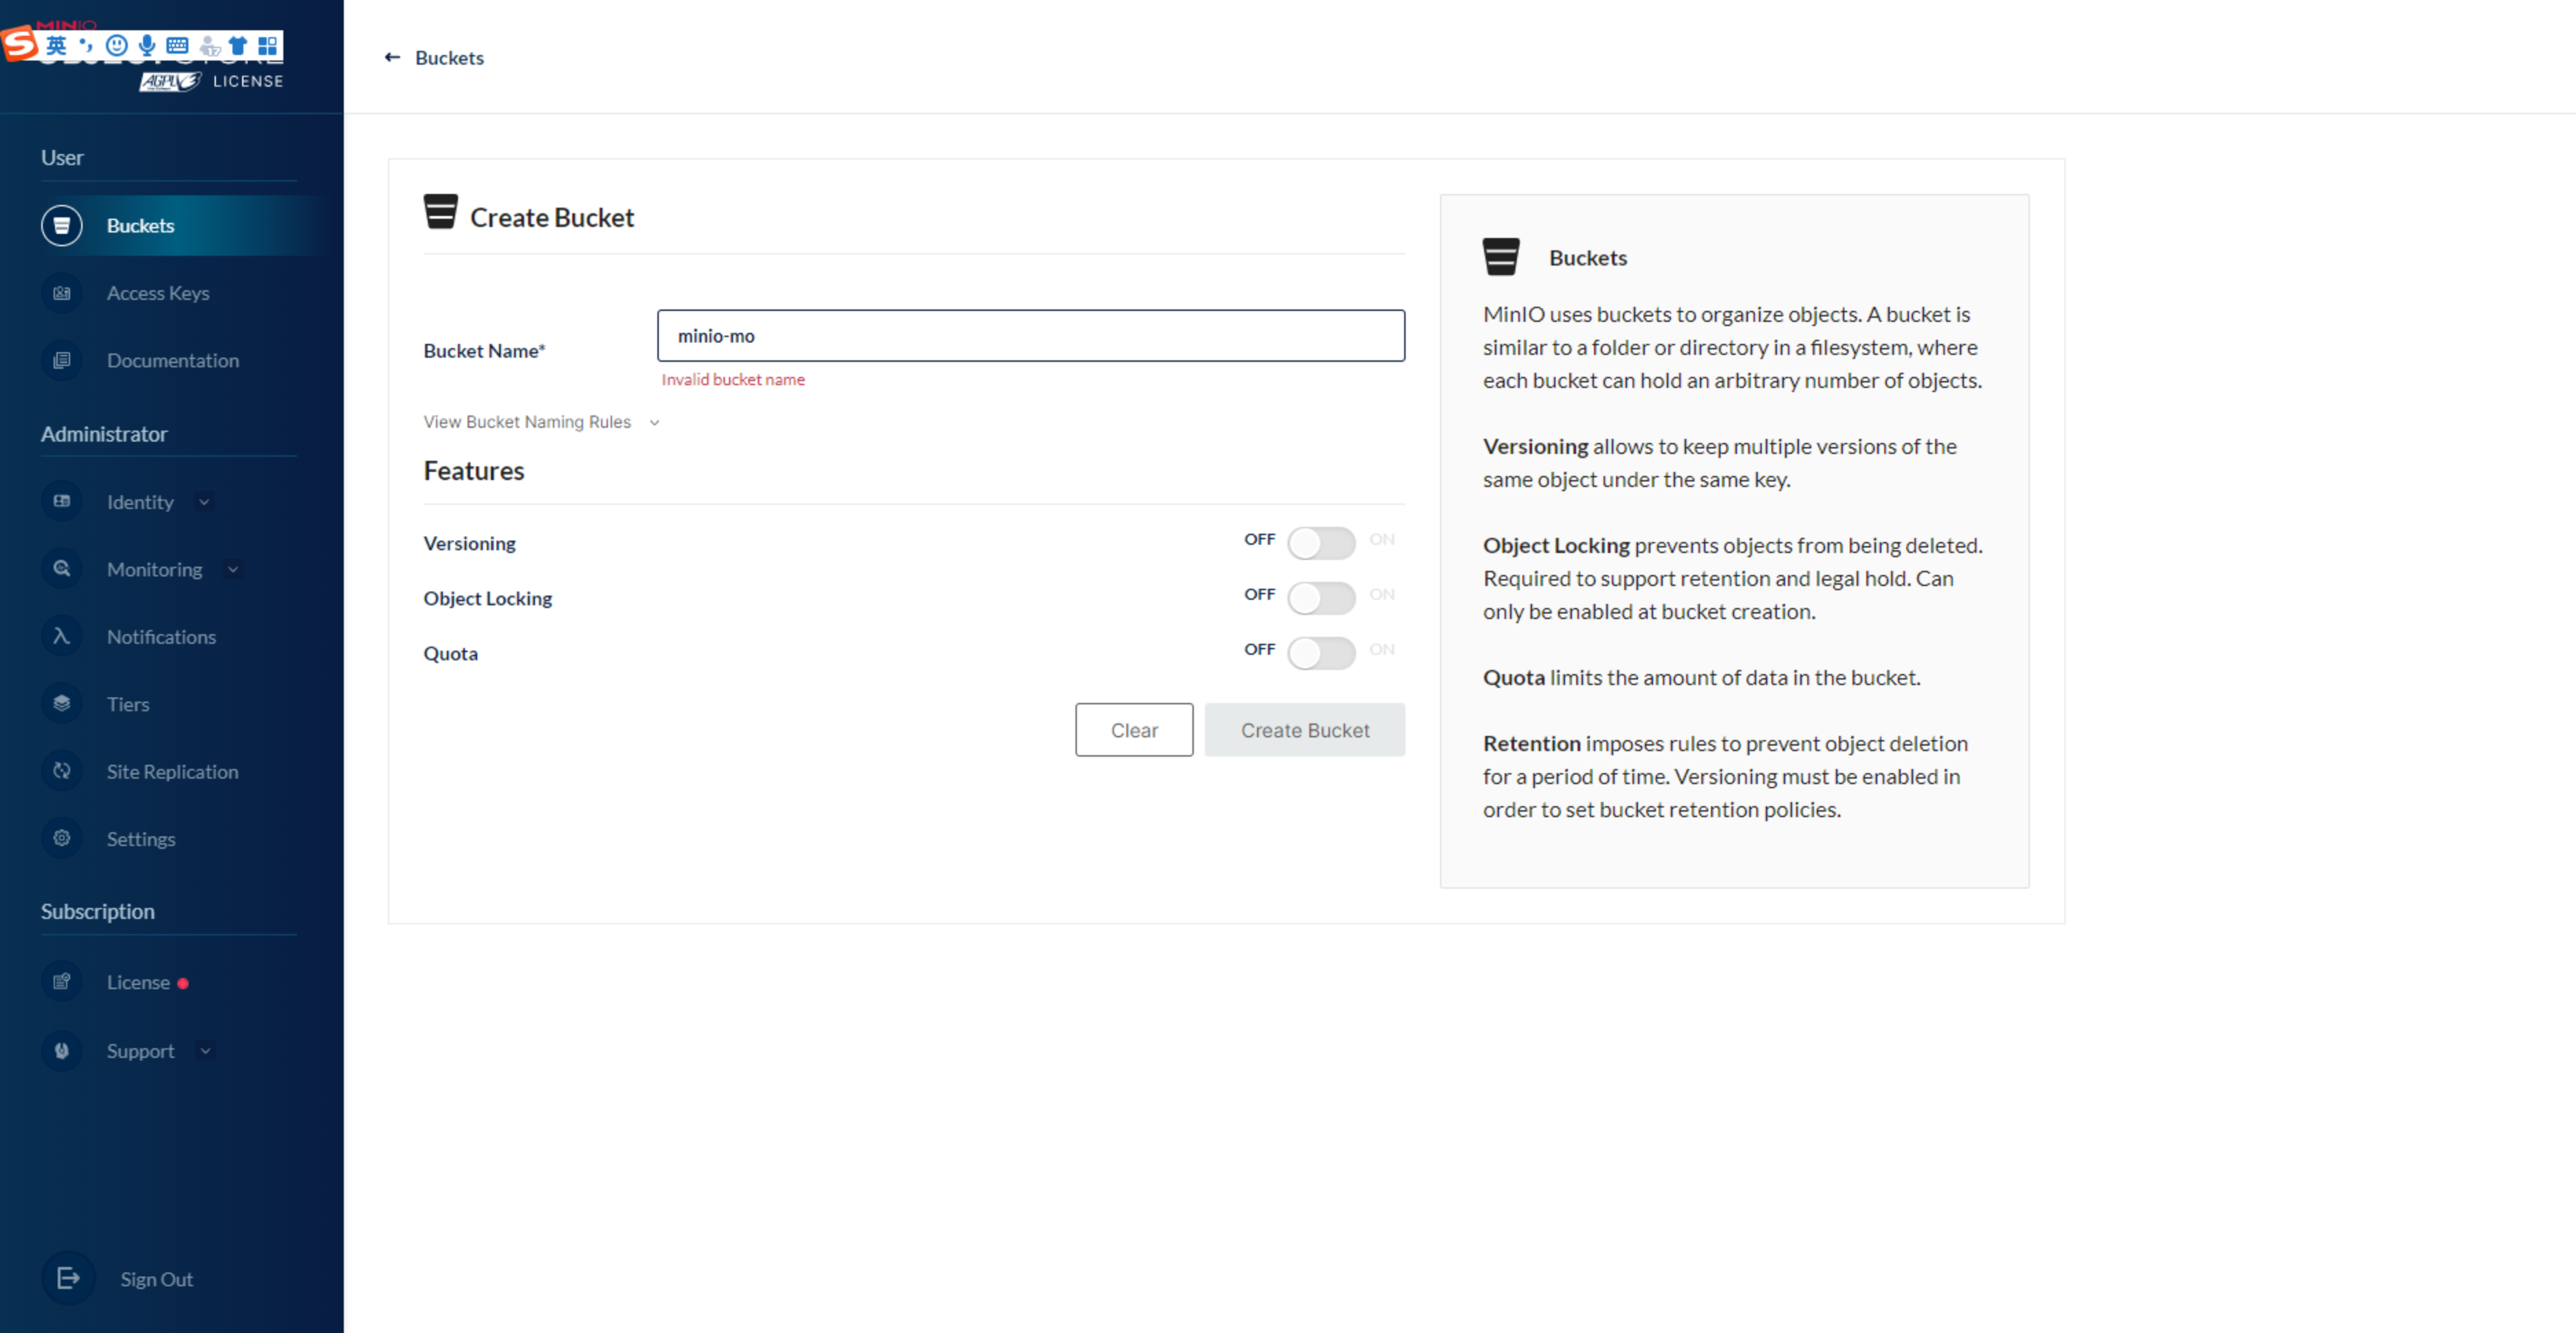 MINIO
英
AGPLv3 LICENSE
User
Buckets
Access Keys
Documentation
Administrator
Identity
Monitoring
Notifications
Tiers
Site Replication
Settings
Subscription
License
Support
Sign Out
← Buckets
Create Bucket
Bucket Name*
minio-mo
Invalid bucket name
View Bucket Naming Rules
Features
Versioning
OFF ON
Object Locking
OFF ON
Quota
OFF ON
Clear
Create Bucket
Buckets
MinIO uses buckets to organize objects. A bucket is
similar to a folder or directory in a filesystem, where
each bucket can hold an arbitrary number of objects.
Versioning allows to keep multiple versions of the
same object under the same key.
Object Locking prevents objects from being deleted.
Required to support retention and legal hold. Can
only be enabled at bucket creation.
Quota limits the amount of data in the bucket.
Retention imposes rules to prevent object deletion
for a period of time. Versioning must be enabled in
order to set bucket retention policies.